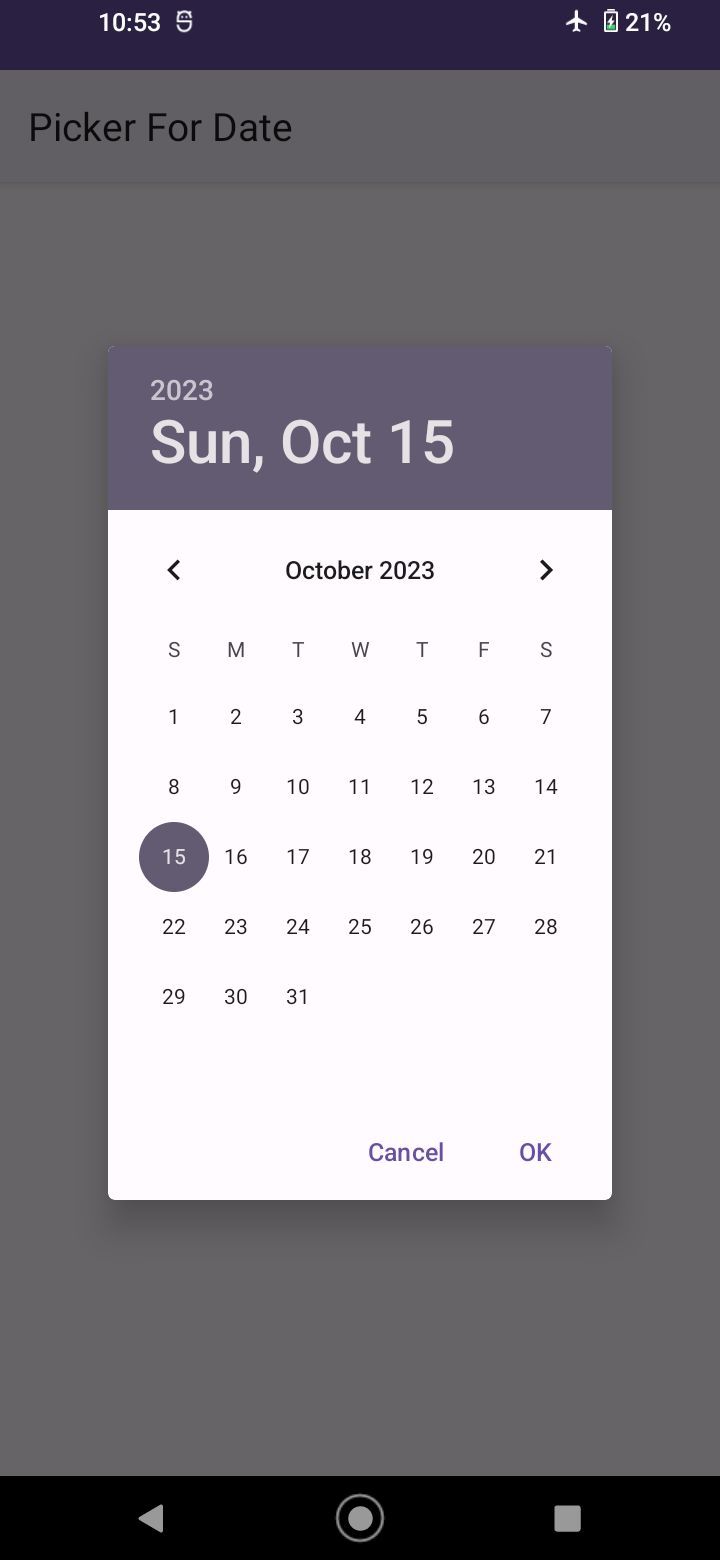 10:53 21%
Picker For Date
2023
Sun, Oct 15
October 2023
S M T W T F S
1 2 3 4 5 6 7
8 9 10 11 12 13 14
15 16 17 18 19 20 21
22 23 24 25 26 27 28
29 30 31
Cancel OK